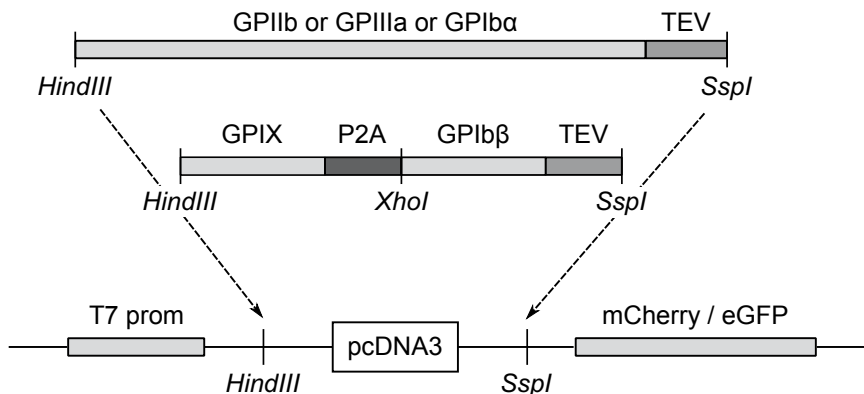 GPIIb or GPIIIa or GPIbα TEV
HindIII SspI
GPIX P2A GPIbβ TEV
HindIII XhoI SspI
T7 prom pcDNA3 mCherry / eGFP
HindIII SspI